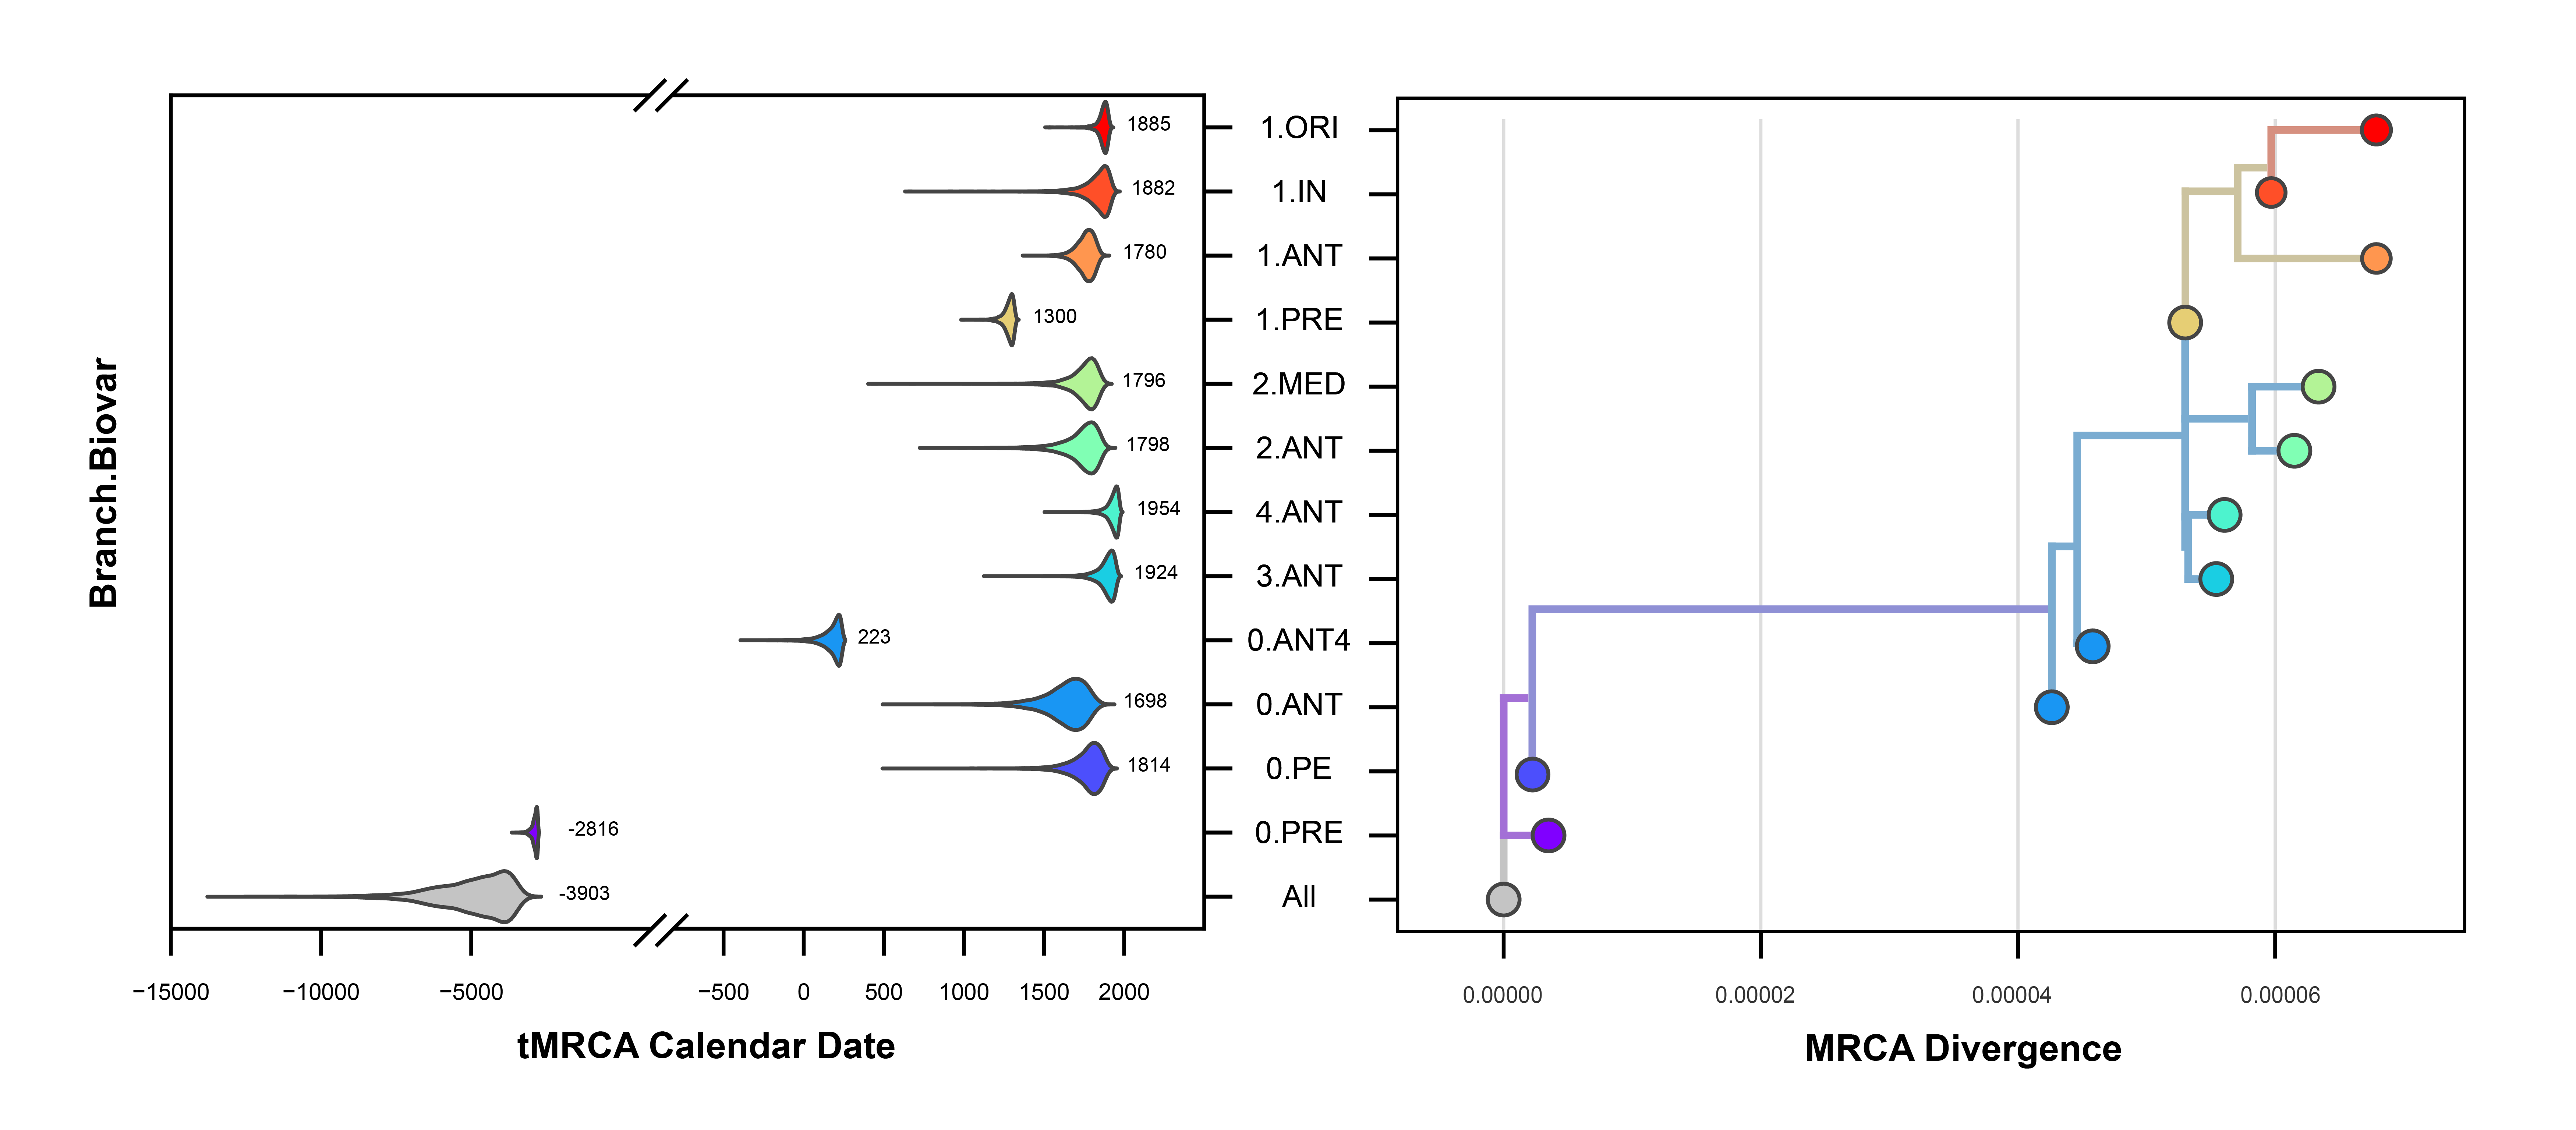 Branch.Biovar
1885
1882
1780
1300
1796
1798
1954
1924
223
1698
1814
-2816
-3903
−15000 −10000 −5000 −500 0 500 1000 1500 2000
tMRCA Calendar Date
1.ORI
1.IN
1.ANT
1.PRE
2.MED
2.ANT
4.ANT
3.ANT
0.ANT4
0.ANT
0.PE
0.PRE
All
0.00000 0.00002 0.00004 0.00006
MRCA Divergence